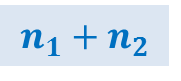 n₁ + n₂